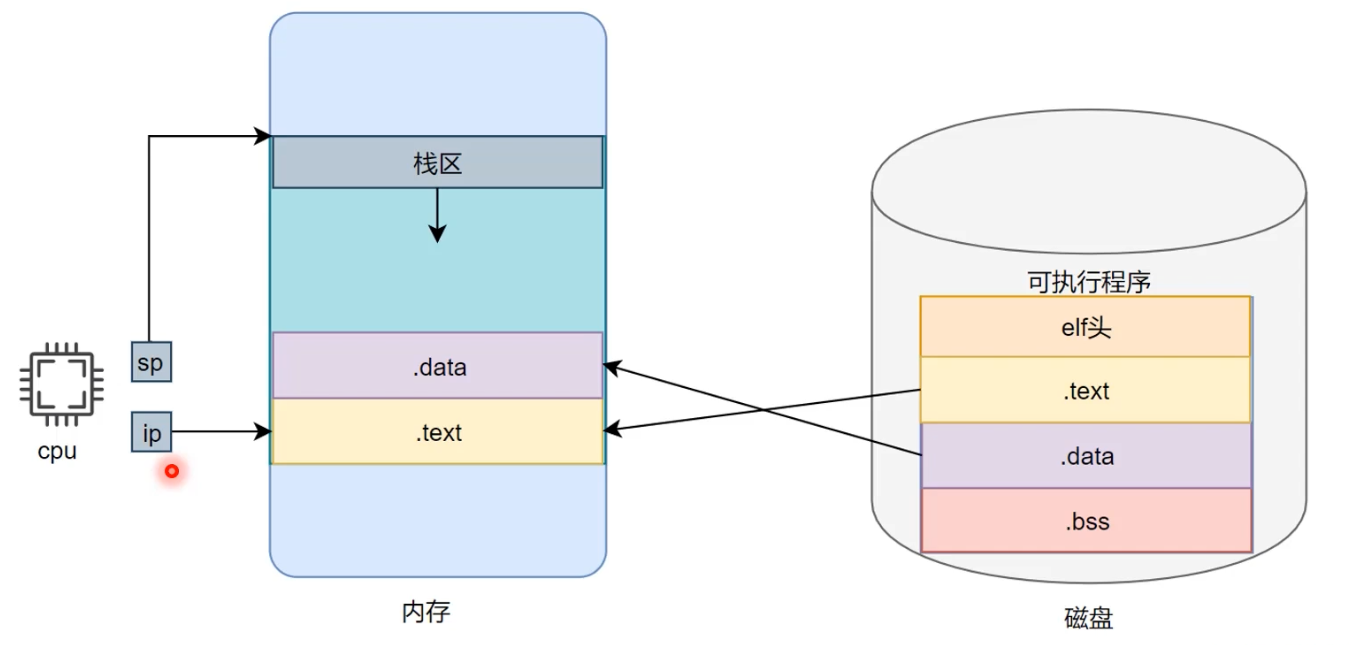 栈区
sp
.data
ip
.text
cpu
内存
可执行程序
elf头
.text
.data
.bss
磁盘